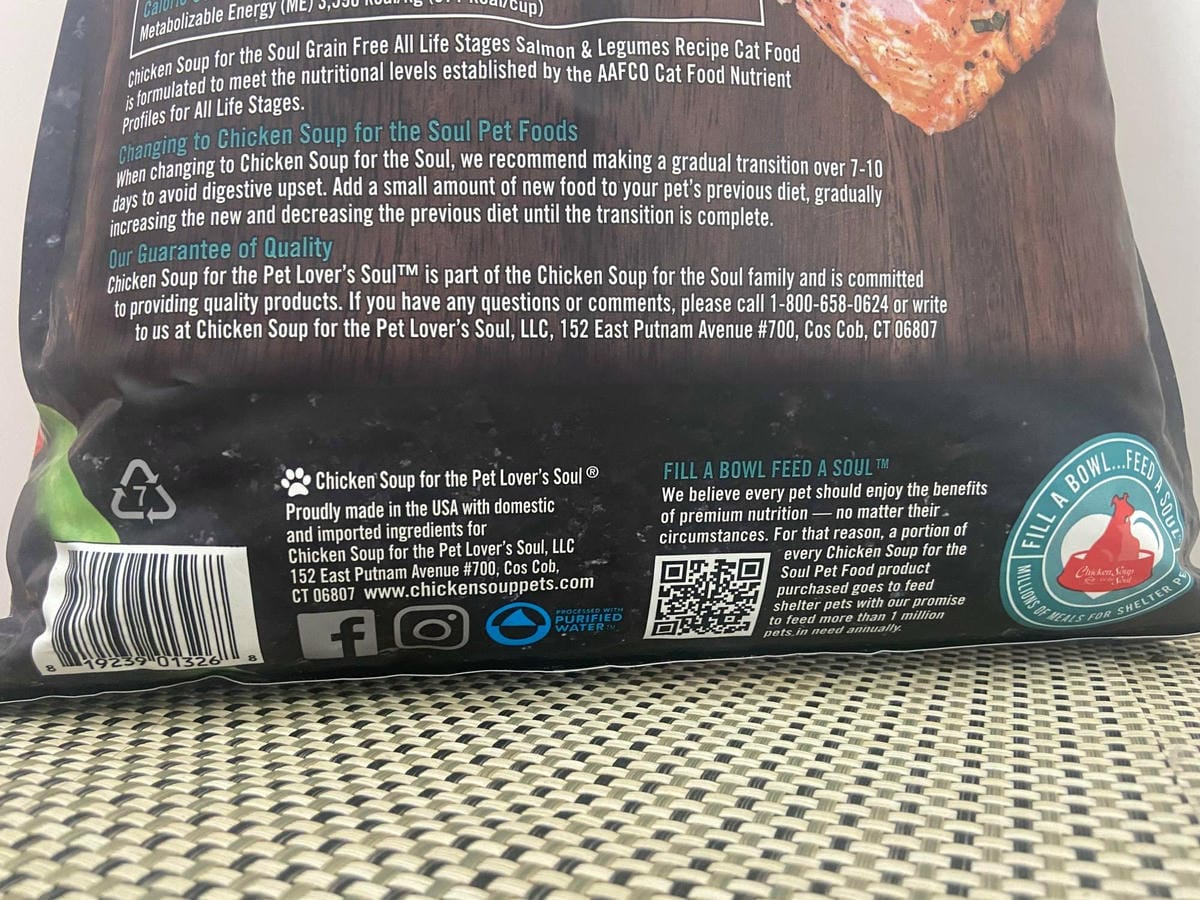 Metabolizable Energy (ME)
Chicken Soup for the Soul Grain Free All Life Stages Salmon & Legumes Recipe Cat Food
is formulated to meet the nutritional levels established by the AAFCO Cat Food Nutrient
Profiles for All Life Stages.
Changing to Chicken Soup for the Soul Pet Foods
When changing to Chicken Soup for the Soul, we recommend making a gradual transition over 7-10
days to avoid digestive upset. Add a small amount of new food to your pet's previous diet, gradually
increasing the new and decreasing the previous diet until the transition is complete.
Our Guarantee of Quality
Chicken Soup for the Pet Lover's Soul™ is part of the Chicken Soup for the Soul family and is committed
to providing quality products. If you have any questions or comments, please call 1-800-658-0624 or write
to us at Chicken Soup for the Pet Lover's Soul, LLC, 152 East Putnam Avenue #700, Cos Cob, CT 06807
7
Chicken Soup for the Pet Lover's Soul ®
Proudly made in the USA with domestic
and imported ingredients for
Chicken Soup for the Pet Lover's Soul, LLC
152 East Putnam Avenue #700, Cos Cob,
CT 06807 www.chickensouppets.com
PROCESSED WITH
PURIFIED
WATER™
8 19239 01326 8
FILL A BOWL FEED A SOUL™
We believe every pet should enjoy the benefits
of premium nutrition — no matter their
circumstances. For that reason, a portion of
every Chicken Soup for the
Soul Pet Food product
purchased goes to feed
shelter pets with our promise
to feed more than 1 million
pets in need annually.
FILL A BOWL...FEED A SOUL
Chicken Soup
for the
Soul
MILLIONS OF MEALS FOR SHELTER